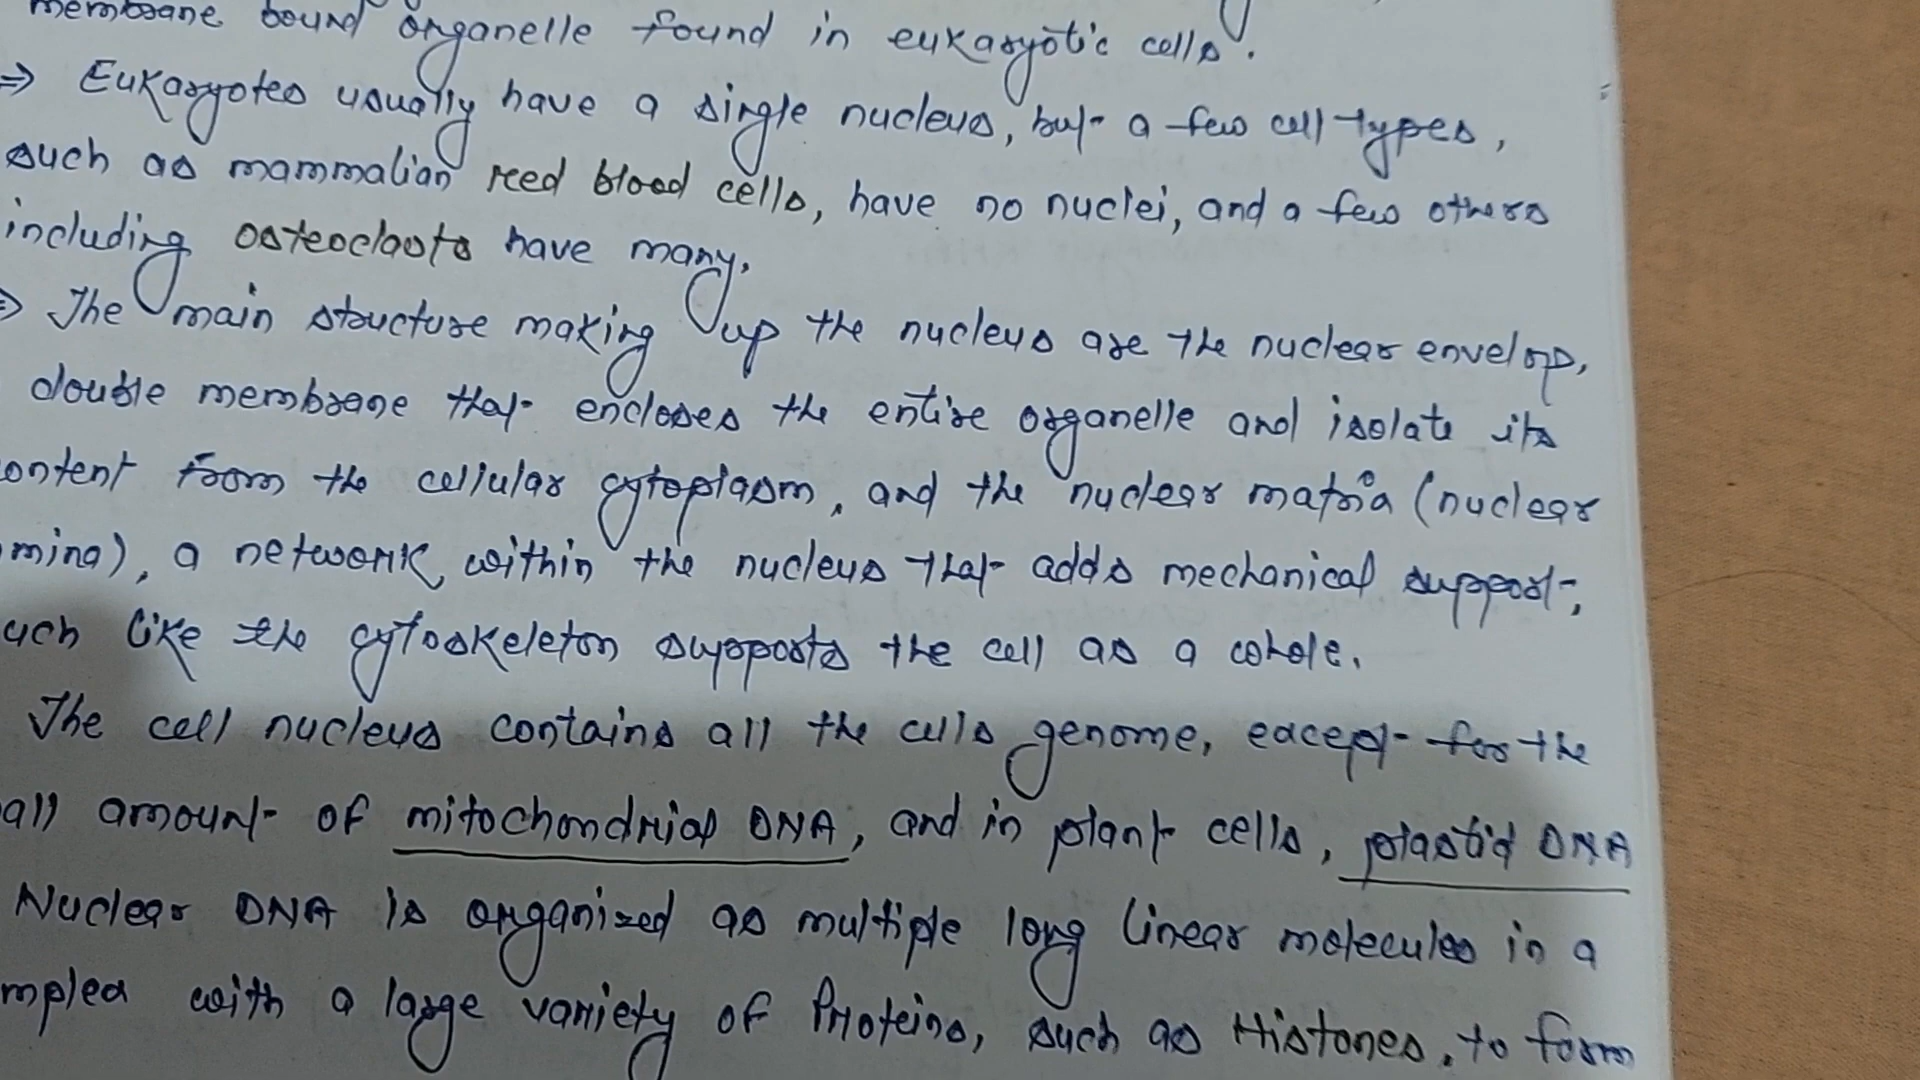 membrane bound organelle found in eukaryotic cells.
⇒ Eukaryotes usually have a single nucleus, but a few cell types,
such as mammalian reed blood cells, have no nuclei, and a few others
including osteoclasts have many.
⇒ The main structure making up the nucleus are the nuclear envelop,
double membrane that encloses the entire organelle and isolate its
ontent from the cellular cytoplasm, and the nuclear matrix (nuclear
mina), a network within the nucleus that adds mechanical support,
uch like the cytoskeleton supports the cell as a whole.
The cell nucleus contains all the cells genome, except for the
all amount of mitochondrial DNA, and in plant cells, plastid DNA
Nuclear DNA is organized as multiple long linear molecules in a
mplex with a large variety of Proteins, such as Histones, to form